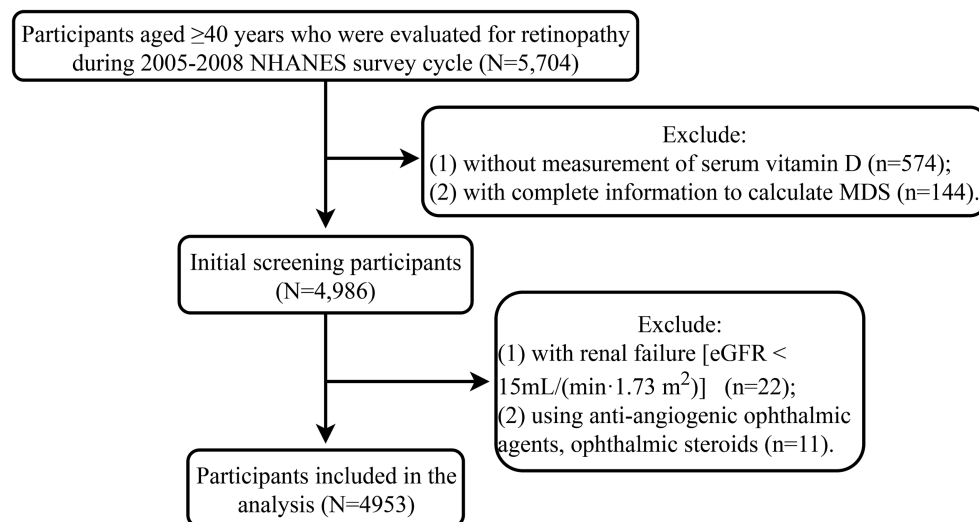 Participants aged ≥40 years who were evaluated for retinopathy
during 2005-2008 NHANES survey cycle (N=5,704)
Exclude:
(1) without measurement of serum vitamin D (n=574);
(2) with complete information to calculate MDS (n=144).
Initial screening participants
(N=4,986)
Exclude:
(1) with renal failure [eGFR <
15mL/(min·1.73 m²)] (n=22);
(2) using anti-angiogenic ophthalmic
agents, ophthalmic steroids (n=11).
Participants included in the
analysis (N=4953)